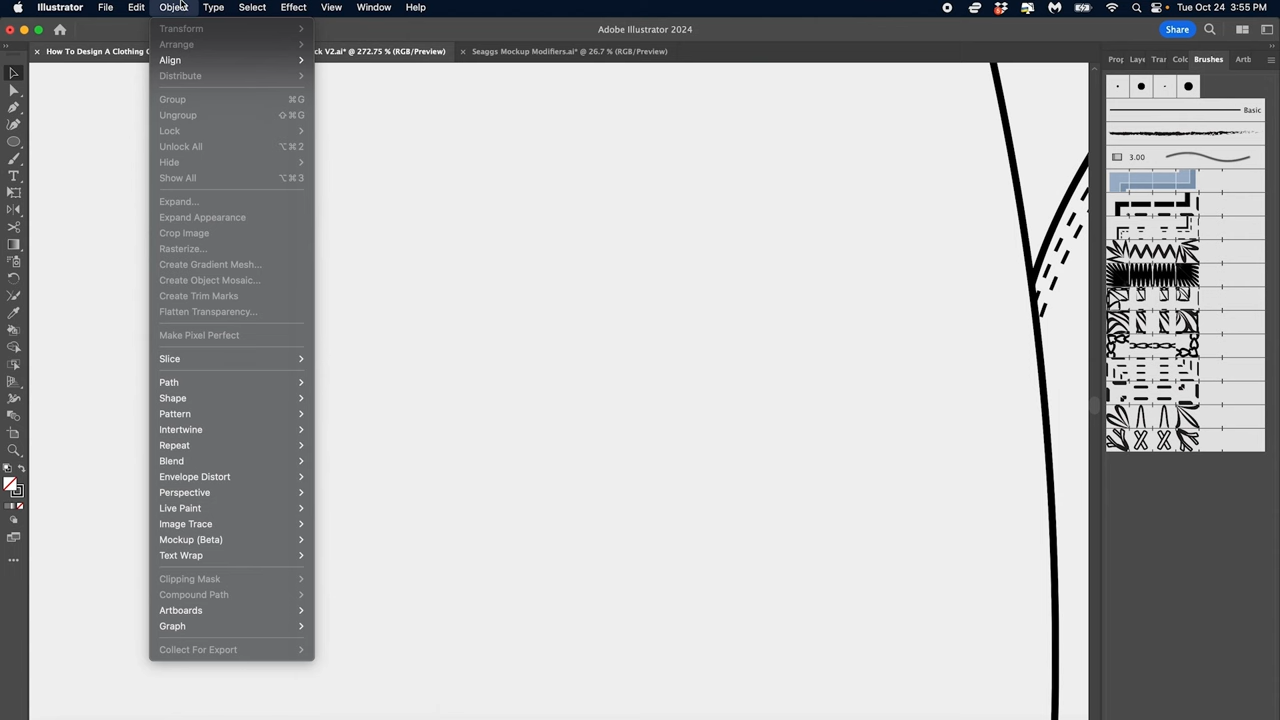 Illustrator File Edit Object Type Select Effect View Window Help Tue Oct 24 3:55 PM
Adobe Illustrator 2024 Share
× How To Design A Clothing ck V2.ai* @ 272.75 % (RGB/Preview) × Seaggs Mockup Modifiers.ai* @ 26.7 % (RGB/Preview)
Transform
Arrange
Align
Distribute
Group ⌘G
Ungroup ⇧⌘G
Lock
Unlock All ⌥⌘2
Hide
Show All ⌥⌘3
Expand...
Expand Appearance
Crop Image
Rasterize...
Create Gradient Mesh...
Create Object Mosaic...
Create Trim Marks
Flatten Transparency...
Make Pixel Perfect
Slice
Path
Shape
Pattern
Intertwine
Repeat
Blend
Envelope Distort
Perspective
Live Paint
Image Trace
Mockup (Beta)
Text Wrap
Clipping Mask
Compound Path
Artboards
Graph
Collect For Export
Prop Laye Trar Colc Brushes Artb
Basic
3.00